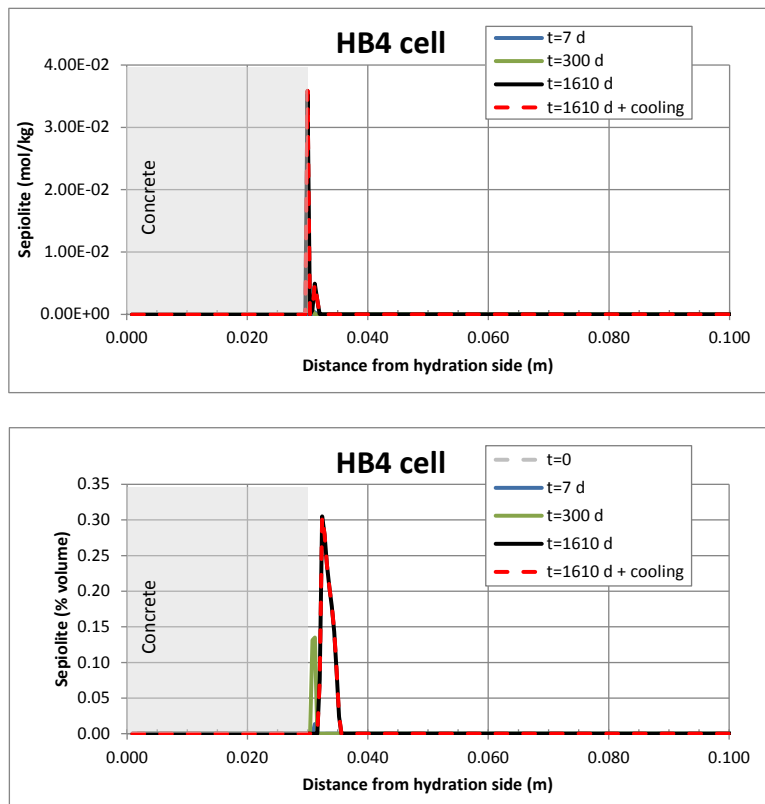 HB4 cell
t=7 d
t=300 d
t=1610 d
t=1610 d + cooling
4.00E-02
3.00E-02
2.00E-02
1.00E-02
0.00E+00
Sepiolite (mol/kg)
Concrete
0.000
0.020
0.040
0.060
0.080
0.100
Distance from hydration side (m)
HB4 cell
t=0
t=7 d
t=300 d
t=1610 d
t=1610 d + cooling
0.35
0.30
0.25
0.20
0.15
0.10
0.05
0.00
Sepiolite (% volume)
Concrete
0.000
0.020
0.040
0.060
0.080
0.100
Distance from hydration side (m)